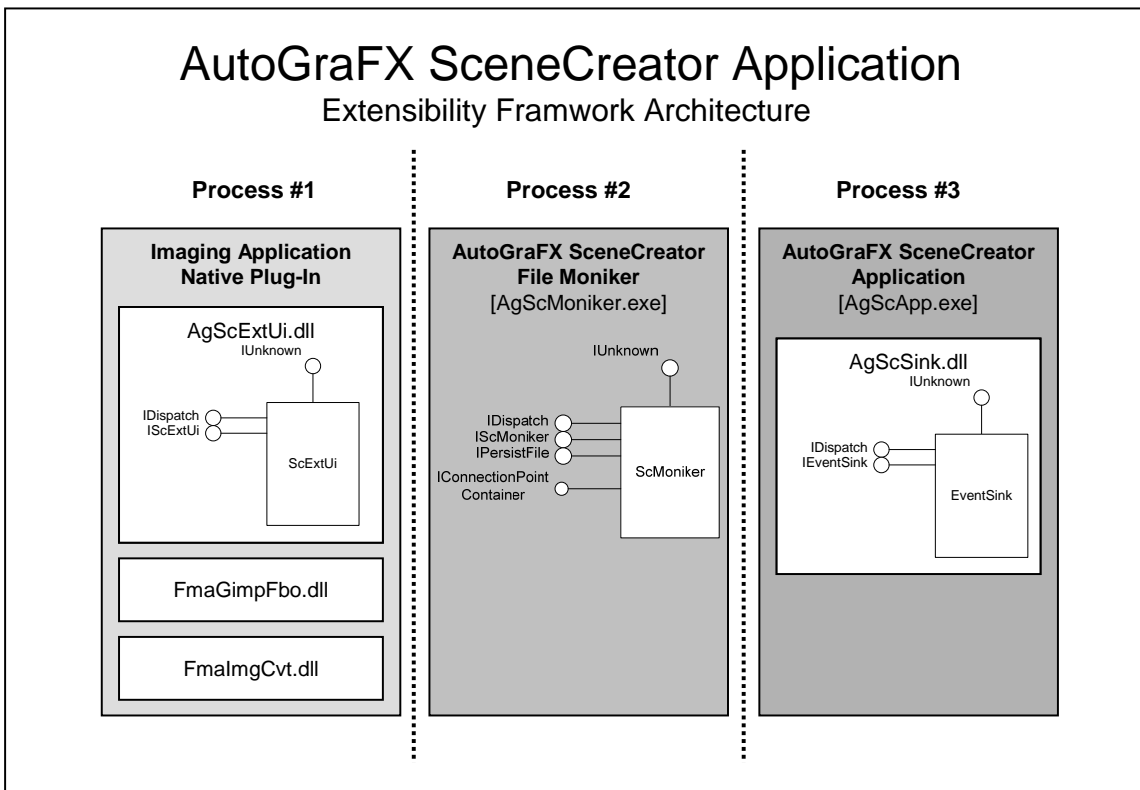 AutoGraFX SceneCreator Application
Extensibility Framwork Architecture
Process #1
Imaging Application
Native Plug-In
AgScExtUi.dll
IUnknown
IDispatch
IScExtUi
ScExtUi
FmaGimpFbo.dll
FmaImgCvt.dll
Process #2
AutoGraFX SceneCreator
File Moniker
[AgScMoniker.exe]
IUnknown
IDispatch
IScMoniker
IPersistFile
IConnectionPoint
Container
ScMoniker
Process #3
AutoGraFX SceneCreator
Application
[AgScApp.exe]
AgScSink.dll
IUnknown
IDispatch
IEventSink
EventSink